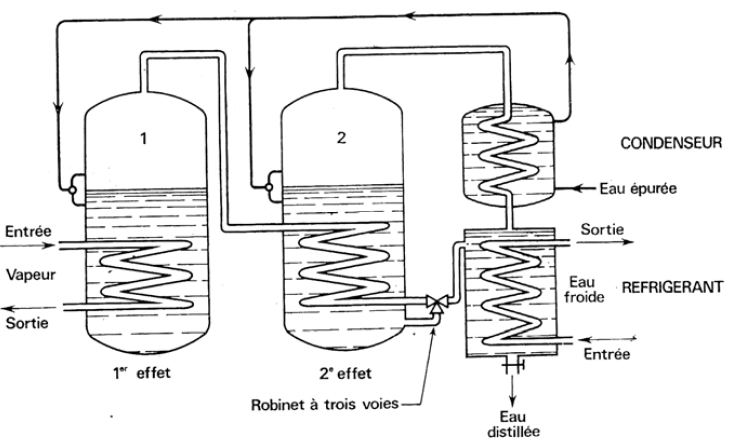 1
2
CONDENSEUR
Eau épurée
Entrée
Vapeur
Sortie
Sortie
Eau
froide
REFRIGERANT
Entrée
1er effet
2e effet
Robinet à trois voies
Eau
distillée